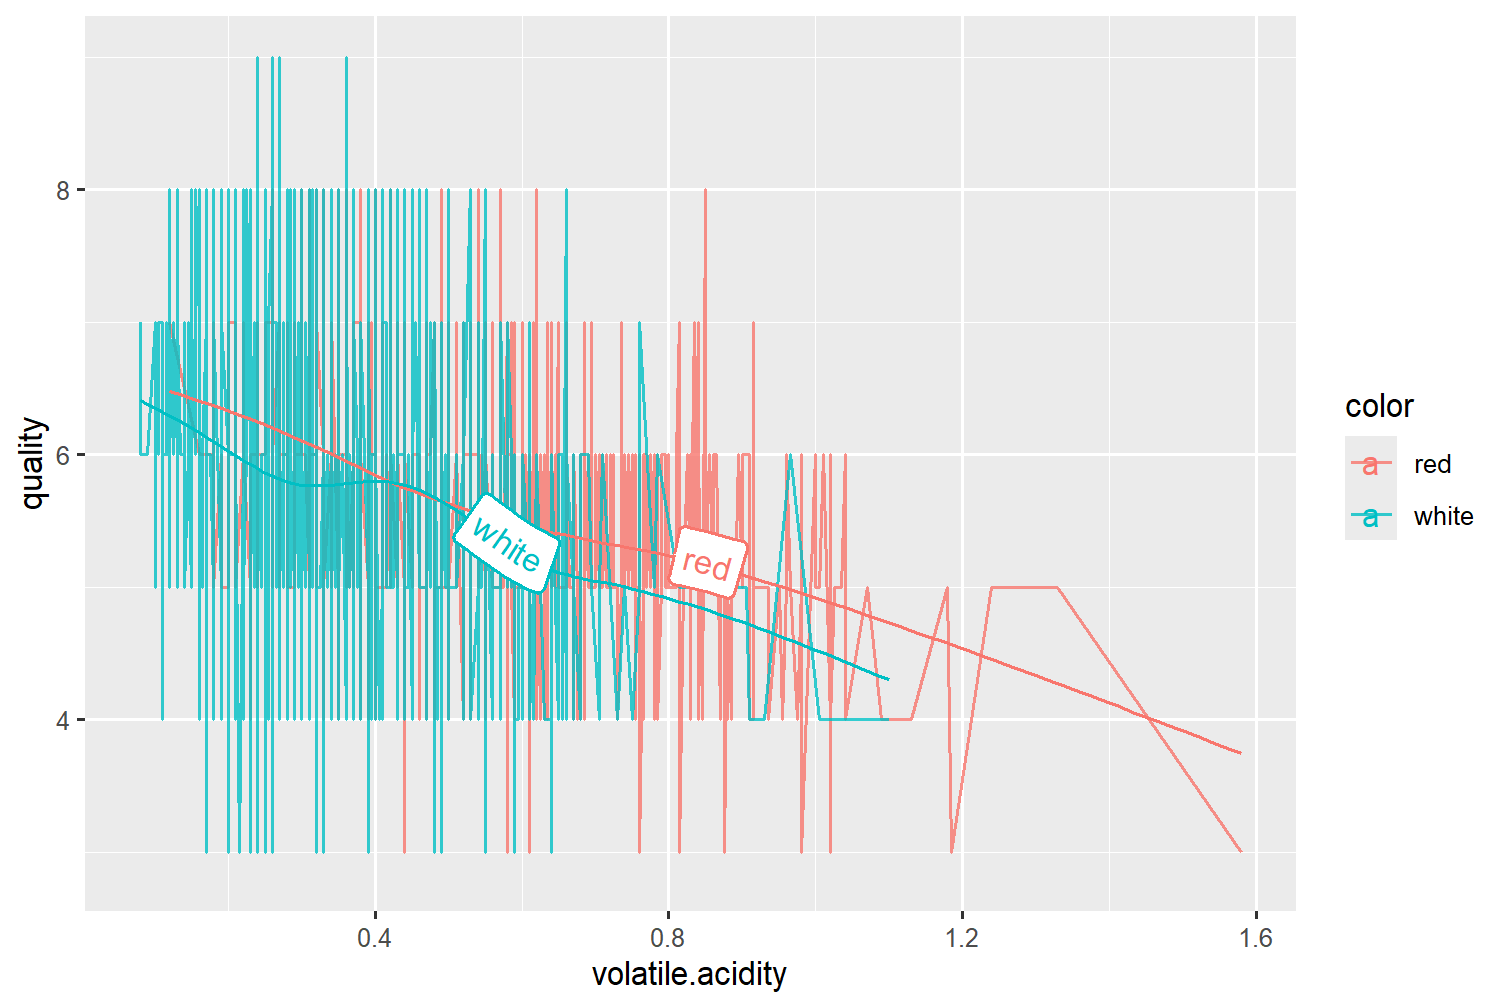 quality
8
6
4
white
red
0.4
0.8
1.2
1.6
volatile.acidity
color
a red
a white